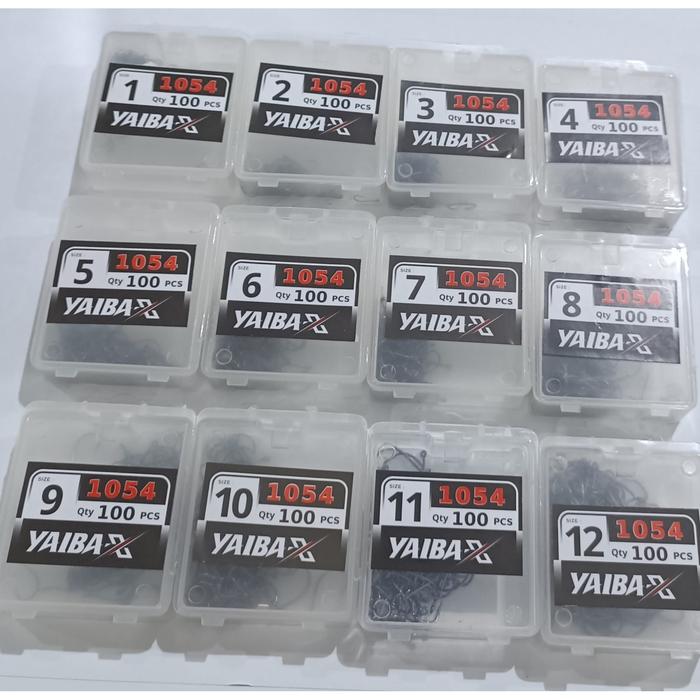 SIZE
1
1054
Qty 100 PCS
YAIBA-X
SIZE
2
1054
Qty 100 PCS
YAIBA-X
SIZE
3
1054
Qty 100 PCS
YAIBA-X
SIZE
4
1054
Qty 100 PCS
YAIBA-X
SIZE
5
1054
Qty 100 PCS
YAIBA-X
SIZE
6
1054
Qty 100 PCS
YAIBA-X
SIZE
7
1054
Qty 100 PCS
YAIBA-X
SIZE
8
1054
Qty 100 PCS
YAIBA-X
SIZE
9
1054
Qty 100 PCS
YAIBA-X
SIZE
10
1054
Qty 100 PCS
YAIBA-X
SIZE
11
1054
Qty 100 PCS
YAIBA-X
SIZE
12
1054
Qty 100 PCS
YAIBA-X